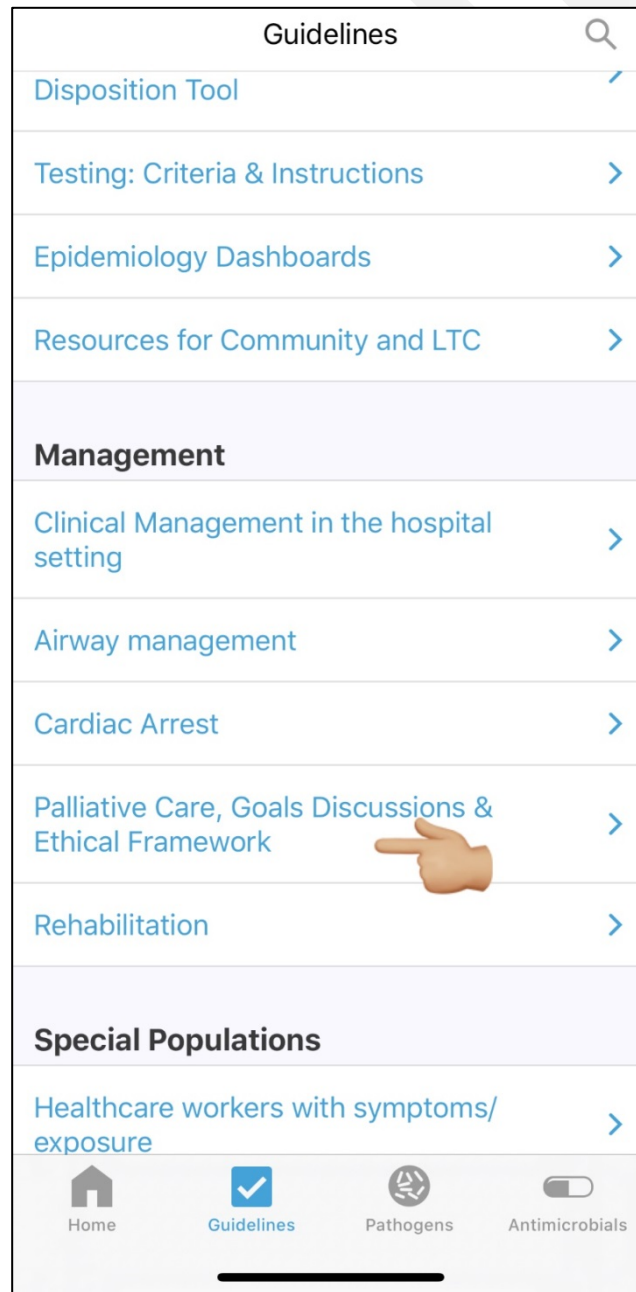 Guidelines
Disposition Tool
Testing: Criteria & Instructions
Epidemiology Dashboards
Resources for Community and LTC
Management
Clinical Management in the hospital
setting
Airway management
Cardiac Arrest
Palliative Care, Goals Discussions &
Ethical Framework
Rehabilitation
Special Populations
Healthcare workers with symptoms/
exposure
Home Guidelines Pathogens Antimicrobials